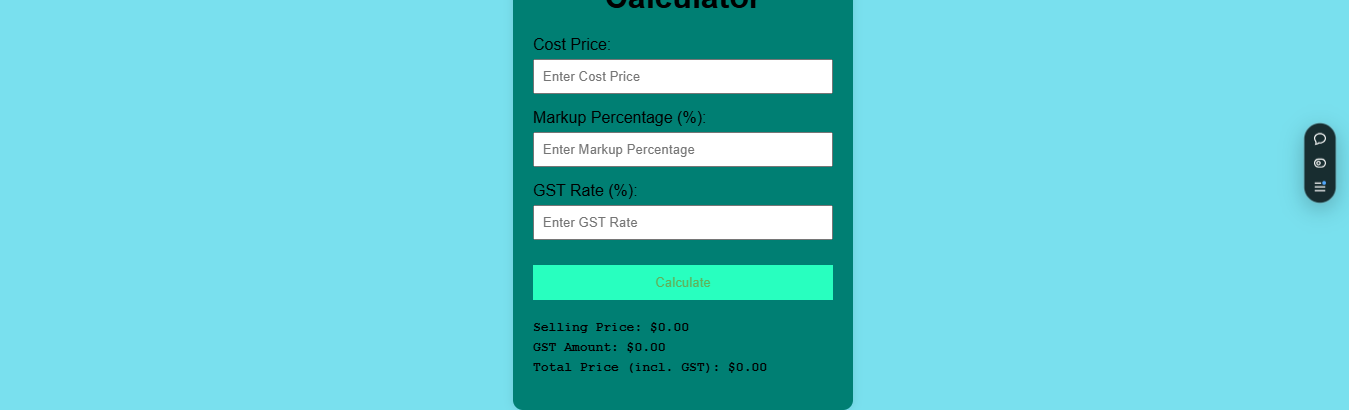 Calculator
Cost Price:
Enter Cost Price
Markup Percentage (%):
Enter Markup Percentage
GST Rate (%):
Enter GST Rate
Calculate
Selling Price: $0.00
GST Amount: $0.00
Total Price (incl. GST): $0.00